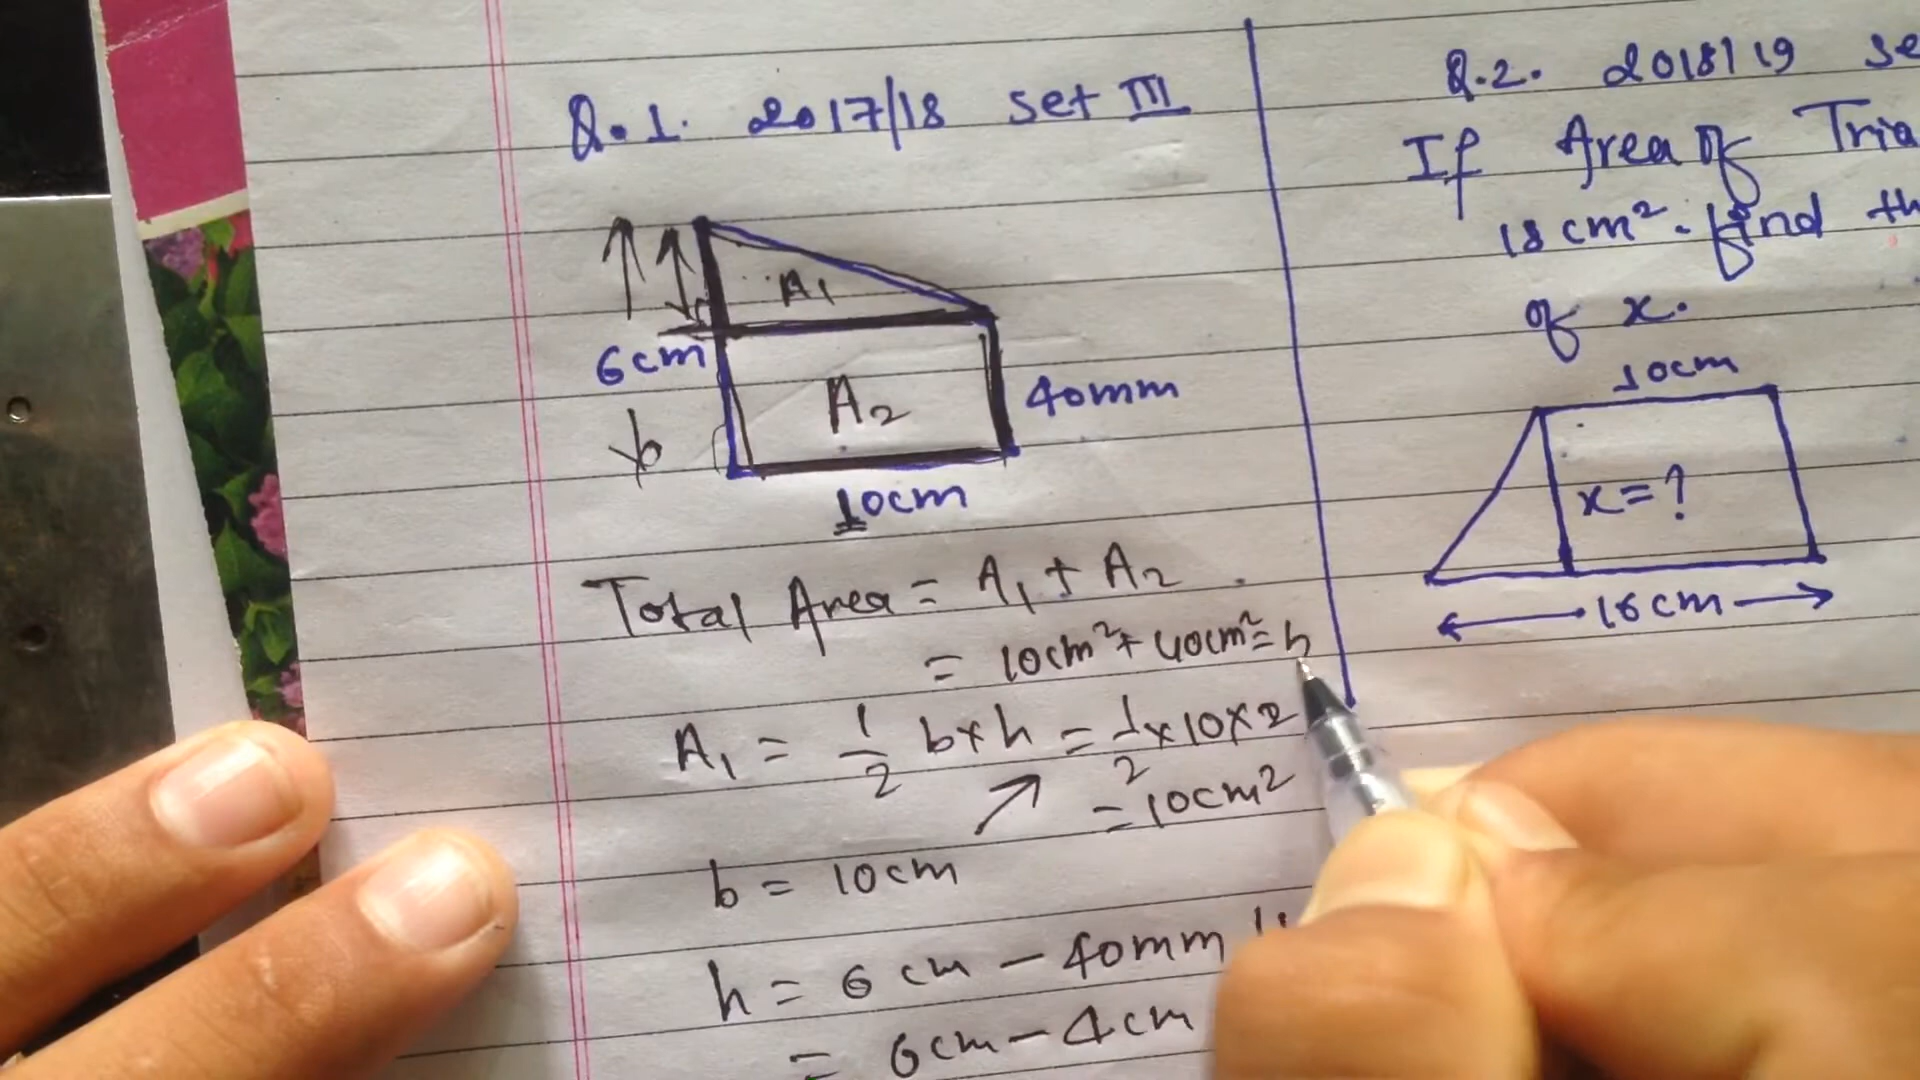 Q.1. 2017/18 Set III
A1
6cm
A2
40mm
10cm
Total Area = A1 + A2
= 10cm² + 40cm² =
A1 = 1/2 b×h = 1/2 ×10×2
= 10cm2
b = 10cm
h = 6 cm - 40mm
= 6cm - 4cm
Q.2. 2018/19
If Area of
18 cm². find
of x.
10cm
x=?
16cm